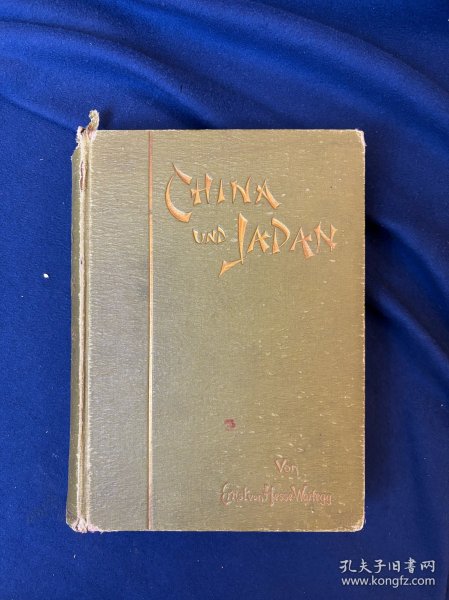 CHINA
UND JAPAN
Von
Ernst von Hesse Wartegg
孔夫子旧书网
www.kongfz.com